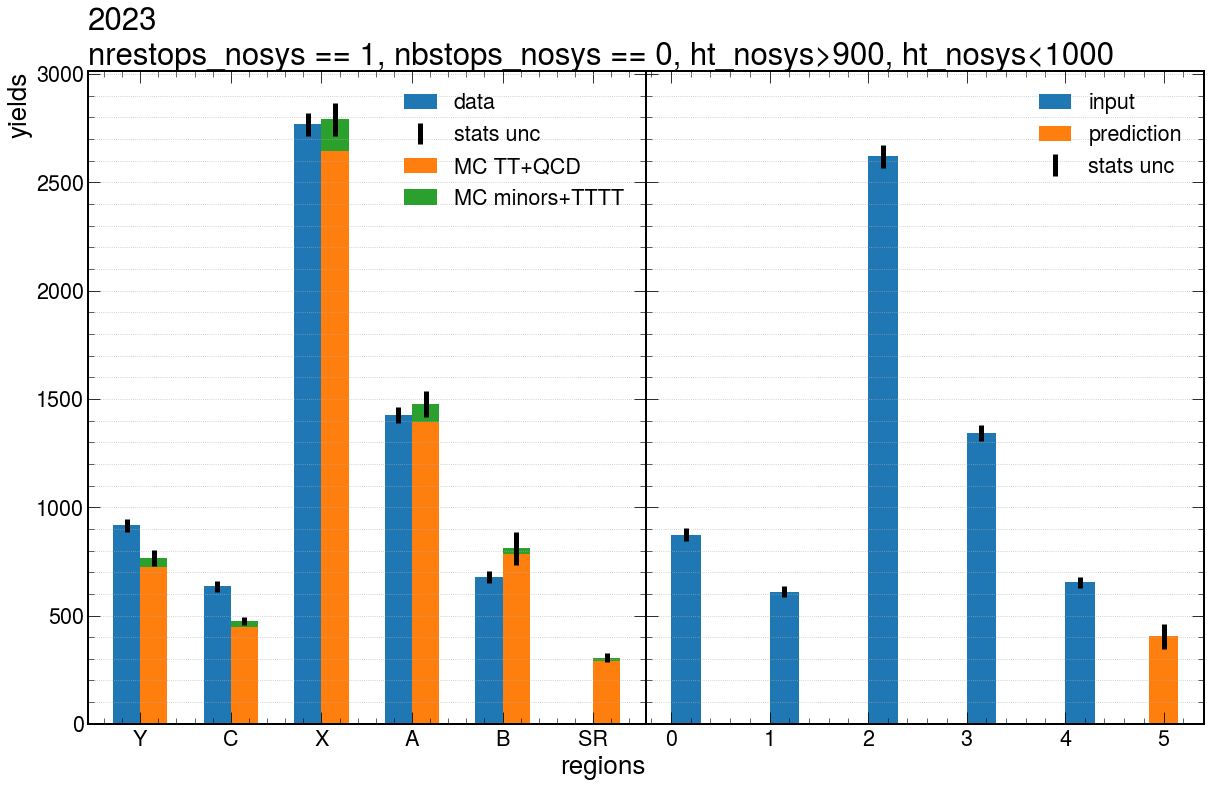 2023
nrestops_nosys == 1, nbstops_nosys == 0, ht_nosys>900, ht_nosys<1000
yields
3000
2500
2000
1500
1000
500
0
data
stats unc
MC TT+QCD
MC minors+TTTT
Y C X A B SR
input
prediction
stats unc
0 1 2 3 4 5
regions